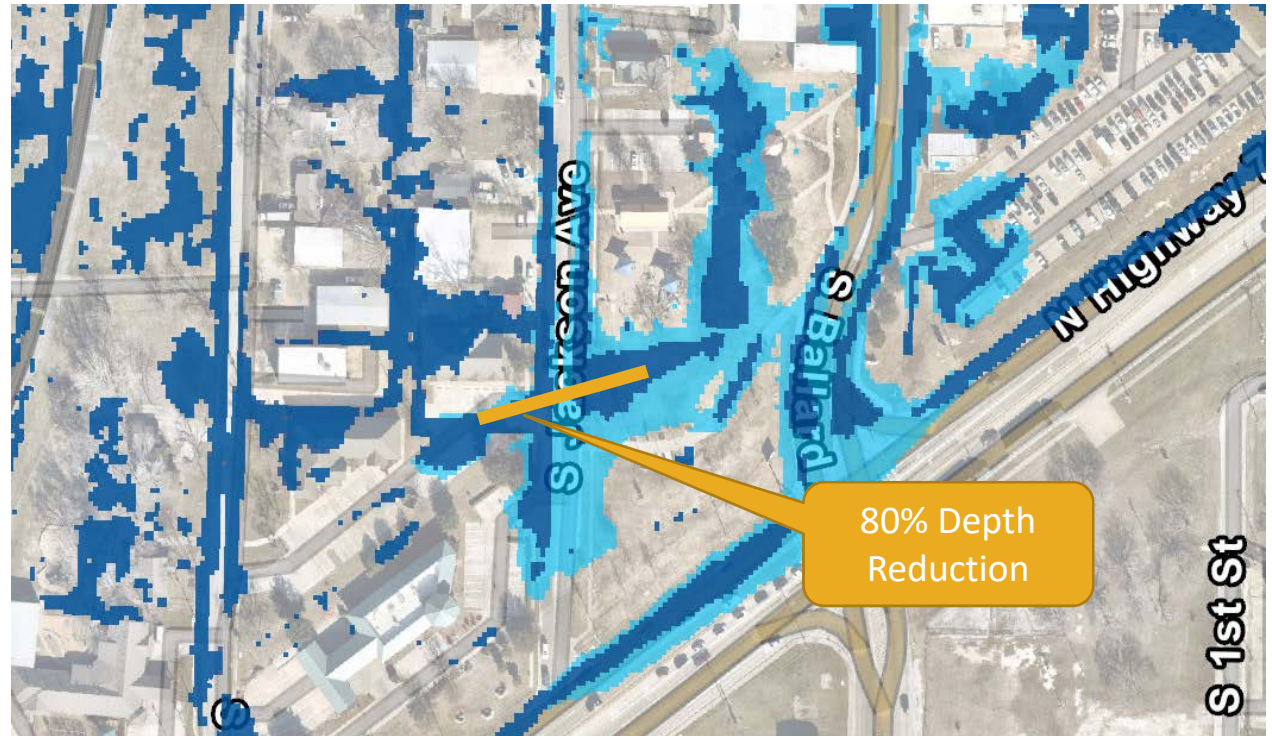 S Jackson Ave
S Ballard
N Highway 7
80% Depth
Reduction
S 1st St
S